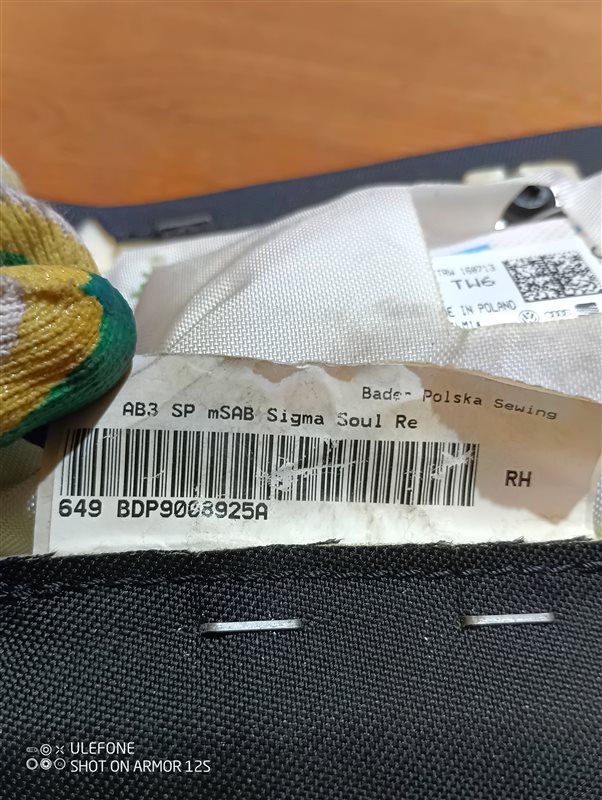 160713
TW6
IN POLAND
Bader Polska Sewing
AB3 SP mSAB Sigma Soul Re
RH
649 BDP9008925A
ULEFONE
SHOT ON ARMOR 12S